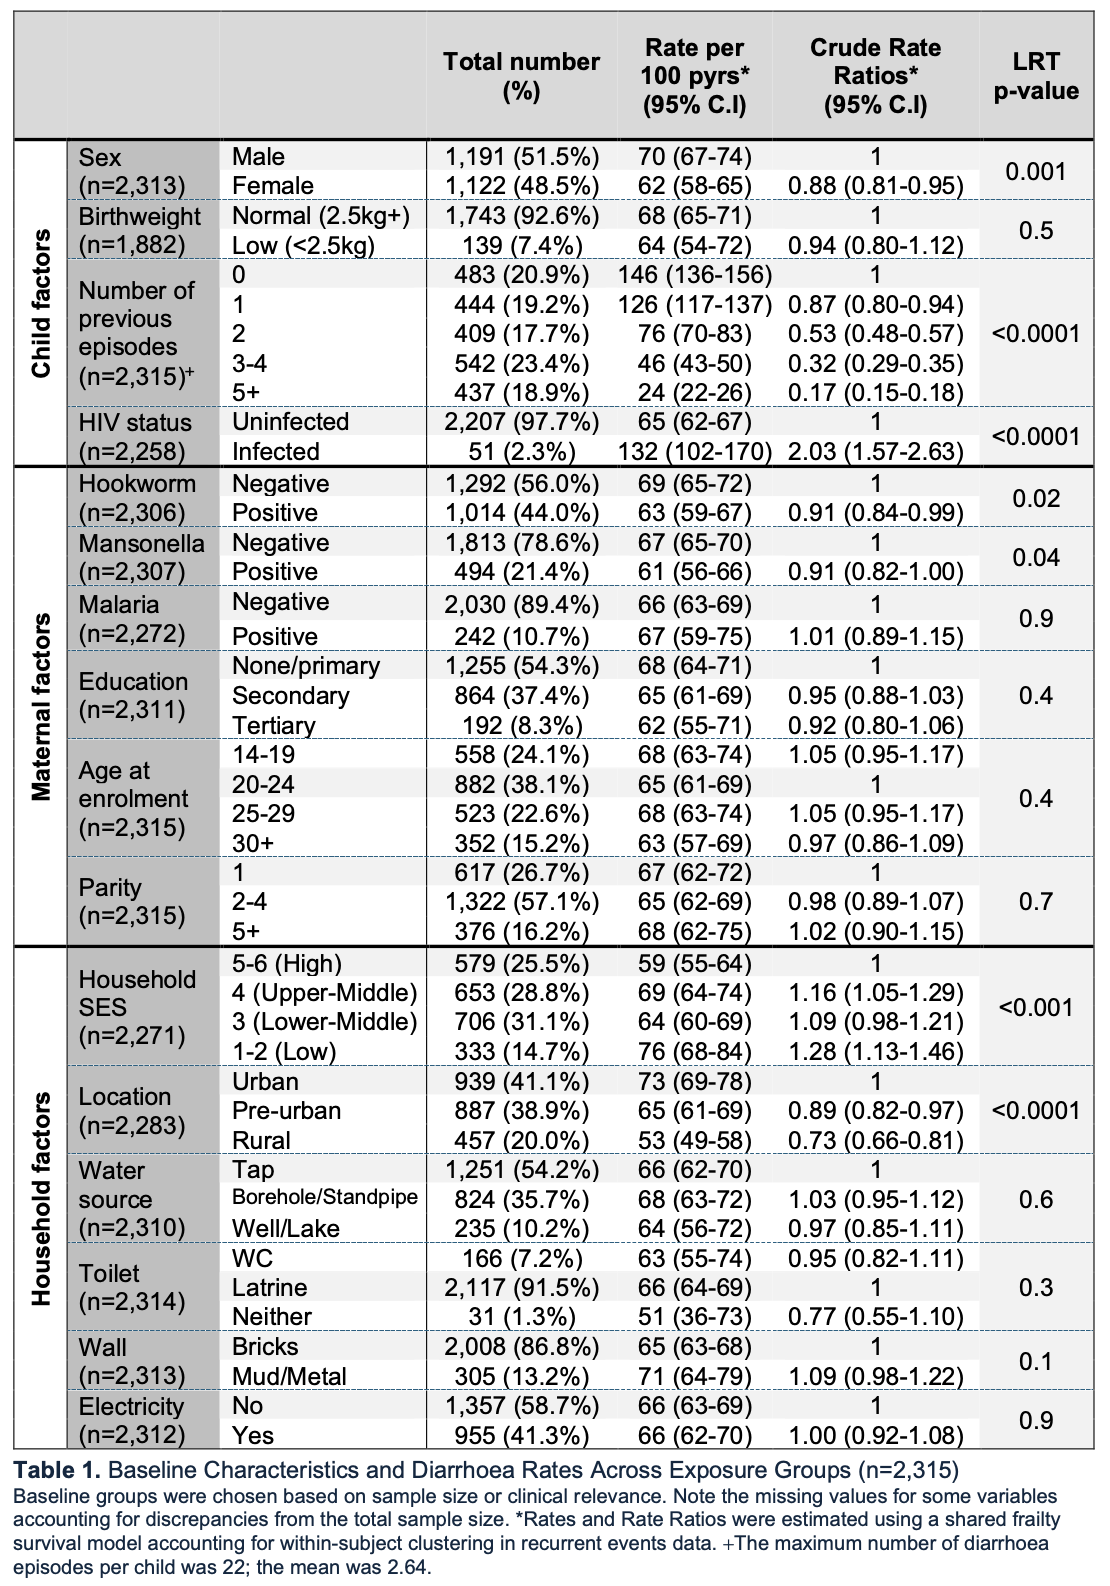 Total number (%) Rate per 100 pyrs* (95% C.I) Crude Rate Ratios* (95% C.I) LRT p-value
Child factors
Sex (n=2,313) Male 1,191 (51.5%) 70 (67-74) 1 0.001
Female 1,122 (48.5%) 62 (58-65) 0.88 (0.81-0.95)
Birthweight (n=1,882) Normal (2.5kg+) 1,743 (92.6%) 68 (65-71) 1 0.5
Low (<2.5kg) 139 (7.4%) 64 (54-72) 0.94 (0.80-1.12)
Number of previous episodes (n=2,315)+ 0 483 (20.9%) 146 (136-156) 1 <0.0001
1 444 (19.2%) 126 (117-137) 0.87 (0.80-0.94)
2 409 (17.7%) 76 (70-83) 0.53 (0.48-0.57)
3-4 542 (23.4%) 46 (43-50) 0.32 (0.29-0.35)
5+ 437 (18.9%) 24 (22-26) 0.17 (0.15-0.18)
HIV status (n=2,258) Uninfected 2,207 (97.7%) 65 (62-67) 1 <0.0001
Infected 51 (2.3%) 132 (102-170) 2.03 (1.57-2.63)
Maternal factors
Hookworm (n=2,306) Negative 1,292 (56.0%) 69 (65-72) 1 0.02
Positive 1,014 (44.0%) 63 (59-67) 0.91 (0.84-0.99)
Mansonella (n=2,307) Negative 1,813 (78.6%) 67 (65-70) 1 0.04
Positive 494 (21.4%) 61 (56-66) 0.91 (0.82-1.00)
Malaria (n=2,272) Negative 2,030 (89.4%) 66 (63-69) 1 0.9
Positive 242 (10.7%) 67 (59-75) 1.01 (0.89-1.15)
Education (n=2,311) None/primary 1,255 (54.3%) 68 (64-71) 1 0.4
Secondary 864 (37.4%) 65 (61-69) 0.95 (0.88-1.03)
Tertiary 192 (8.3%) 62 (55-71) 0.92 (0.80-1.06)
Age at enrolment (n=2,315) 14-19 558 (24.1%) 68 (63-74) 1.05 (0.95-1.17) 0.4
20-24 882 (38.1%) 65 (61-69) 1
25-29 523 (22.6%) 68 (63-74) 1.05 (0.95-1.17)
30+ 352 (15.2%) 63 (57-69) 0.97 (0.86-1.09)
Parity (n=2,315) 1 617 (26.7%) 67 (62-72) 1 0.7
2-4 1,322 (57.1%) 65 (62-69) 0.98 (0.89-1.07)
5+ 376 (16.2%) 68 (62-75) 1.02 (0.90-1.15)
Household factors
Household SES (n=2,271) 5-6 (High) 579 (25.5%) 59 (55-64) 1 <0.001
4 (Upper-Middle) 653 (28.8%) 69 (64-74) 1.16 (1.05-1.29)
3 (Lower-Middle) 706 (31.1%) 64 (60-69) 1.09 (0.98-1.21)
1-2 (Low) 333 (14.7%) 76 (68-84) 1.28 (1.13-1.46)
Location (n=2,283) Urban 939 (41.1%) 73 (69-78) 1 <0.0001
Pre-urban 887 (38.9%) 65 (61-69) 0.89 (0.82-0.97)
Rural 457 (20.0%) 53 (49-58) 0.73 (0.66-0.81)
Water source (n=2,310) Tap 1,251 (54.2%) 66 (62-70) 1 0.6
Borehole/Standpipe 824 (35.7%) 68 (63-72) 1.03 (0.95-1.12)
Well/Lake 235 (10.2%) 64 (56-72) 0.97 (0.85-1.11)
Toilet (n=2,314) WC 166 (7.2%) 63 (55-74) 0.95 (0.82-1.11) 0.3
Latrine 2,117 (91.5%) 66 (64-69) 1
Neither 31 (1.3%) 51 (36-73) 0.77 (0.55-1.10)
Wall (n=2,313) Bricks 2,008 (86.8%) 65 (63-68) 1 0.1
Mud/Metal 305 (13.2%) 71 (64-79) 1.09 (0.98-1.22)
Electricity (n=2,312) No 1,357 (58.7%) 66 (63-69) 1 0.9
Yes 955 (41.3%) 66 (62-70) 1.00 (0.92-1.08)
Table 1. Baseline Characteristics and Diarrhoea Rates Across Exposure Groups (n=2,315)
Baseline groups were chosen based on sample size or clinical relevance. Note the missing values for some variables
accounting for discrepancies from the total sample size. *Rates and Rate Ratios were estimated using a shared frailty
survival model accounting for within-subject clustering in recurrent events data. +The maximum number of diarrhoea
episodes per child was 22; the mean was 2.64.